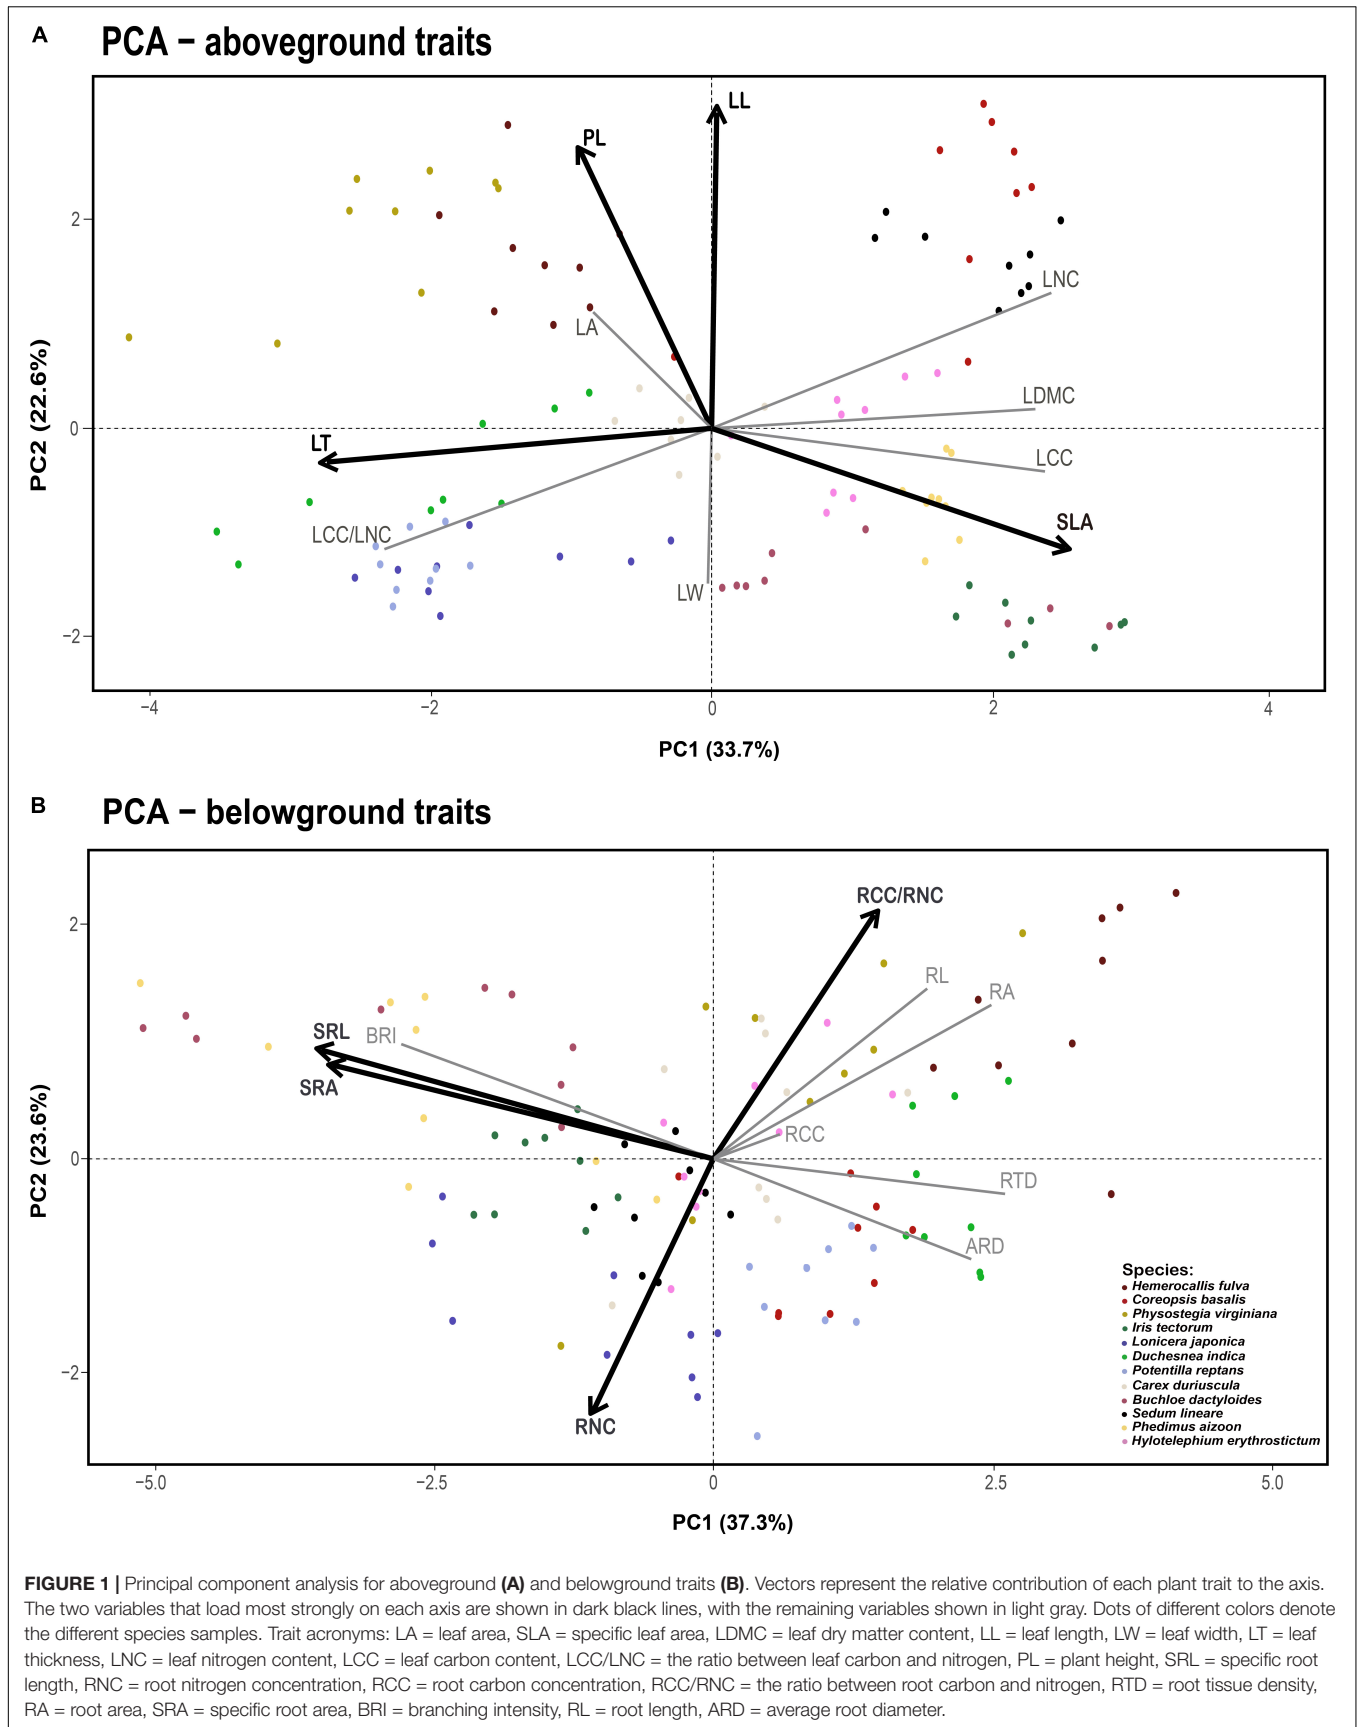 A
PCA – aboveground traits
LL
PL
2
LNC
LA
LDMC
0
LT
LCC
SLA
LCC/LNC
LW
−2
−4
−2
0
2
4
PC2 (22.6%)
PC1 (33.7%)
B
PCA – belowground traits
RCC/RNC
2
RL
RA
SRL
BRI
SRA
RCC
0
RTD
ARD
−2
RNC
PC2 (23.6%)
Species:
Hemerocallis fulva
Coreopsis basalis
Physostegia virginiana
Iris tectorum
Lonicera japonica
Duchesnea indica
Potentilla reptans
Carex duriuscula
Buchloe dactyloides
Sedum lineare
Phedimus aizoon
Hylotelephium erythrostictum
−5.0
−2.5
0
2.5
5.0
PC1 (37.3%)
FIGURE 1 | Principal component analysis for aboveground (A) and belowground traits (B). Vectors represent the relative contribution of each plant trait to the axis.
The two variables that load most strongly on each axis are shown in dark black lines, with the remaining variables shown in light gray. Dots of different colors denote
the different species samples. Trait acronyms: LA = leaf area, SLA = specific leaf area, LDMC = leaf dry matter content, LL = leaf length, LW = leaf width, LT = leaf
thickness, LNC = leaf nitrogen content, LCC = leaf carbon content, LCC/LNC = the ratio between leaf carbon and nitrogen, PL = plant height, SRL = specific root
length, RNC = root nitrogen concentration, RCC = root carbon concentration, RCC/RNC = the ratio between root carbon and nitrogen, RTD = root tissue density,
RA = root area, SRA = specific root area, BRI = branching intensity, RL = root length, ARD = average root diameter.